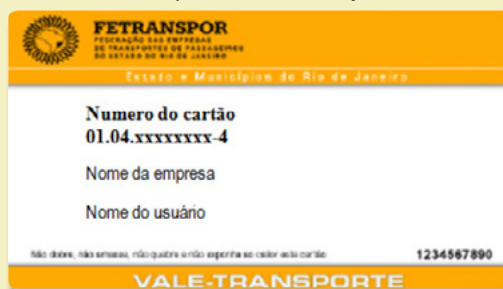 FETRANSPOR
FEDERAÇÃO DAS EMPRESAS
DE TRANSPORTES DE PASSAGEIROS
DO ESTADO DO RIO DE JANEIRO
Estado e Municípios do Rio de Janeiro
Numero do cartão
01.04.xxxxxxxx-4
Nome da empresa
Nome do usuário
Não dobre, não amasse, não quebre e não exponha ao calor este cartão 1234567890
VALE-TRANSPORTE